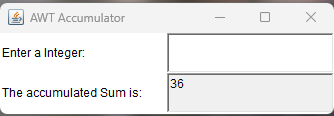 AWT Accumulator
Enter a Integer:
The accumulated Sum is:
36